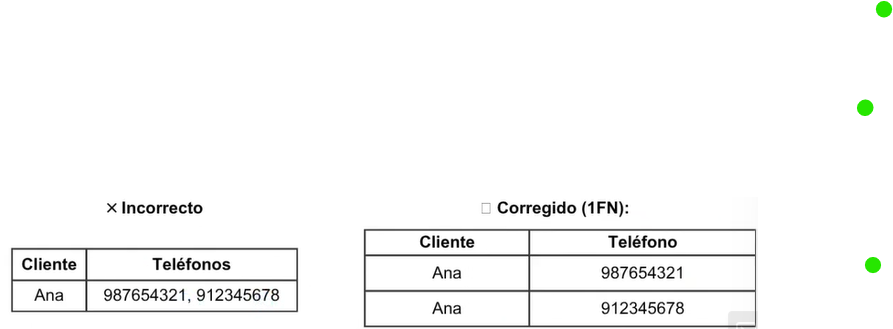 × Incorrecto
Cliente Teléfonos
Ana 987654321, 912345678
Corregido (1FN):
Cliente Teléfono
Ana 987654321
Ana 912345678